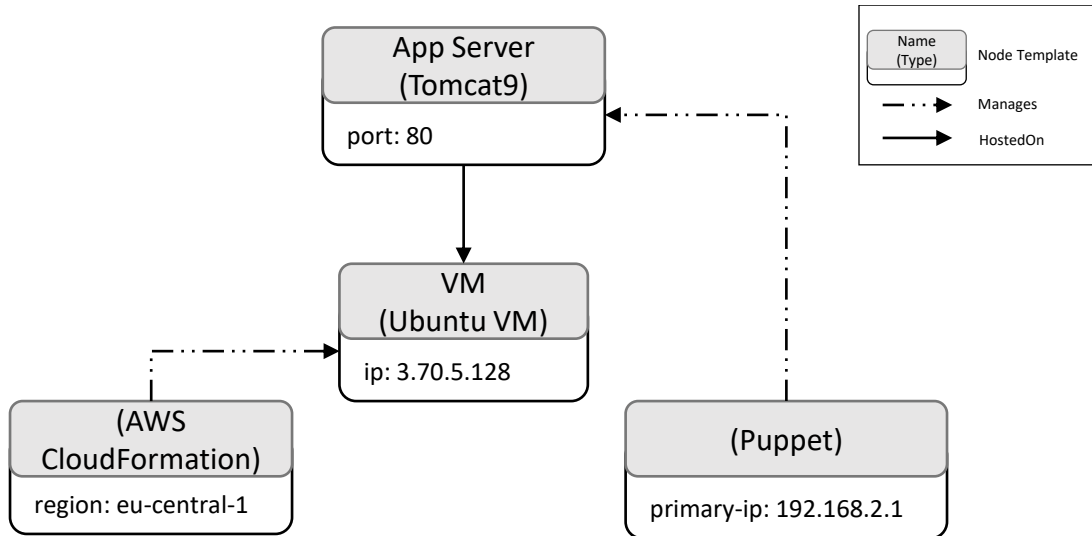 App Server
(Tomcat9)
port: 80
Name
(Type)
Node Template
Manages
HostedOn
VM
(Ubuntu VM)
ip: 3.70.5.128
(AWS
CloudFormation)
region: eu-central-1
(Puppet)
primary-ip: 192.168.2.1